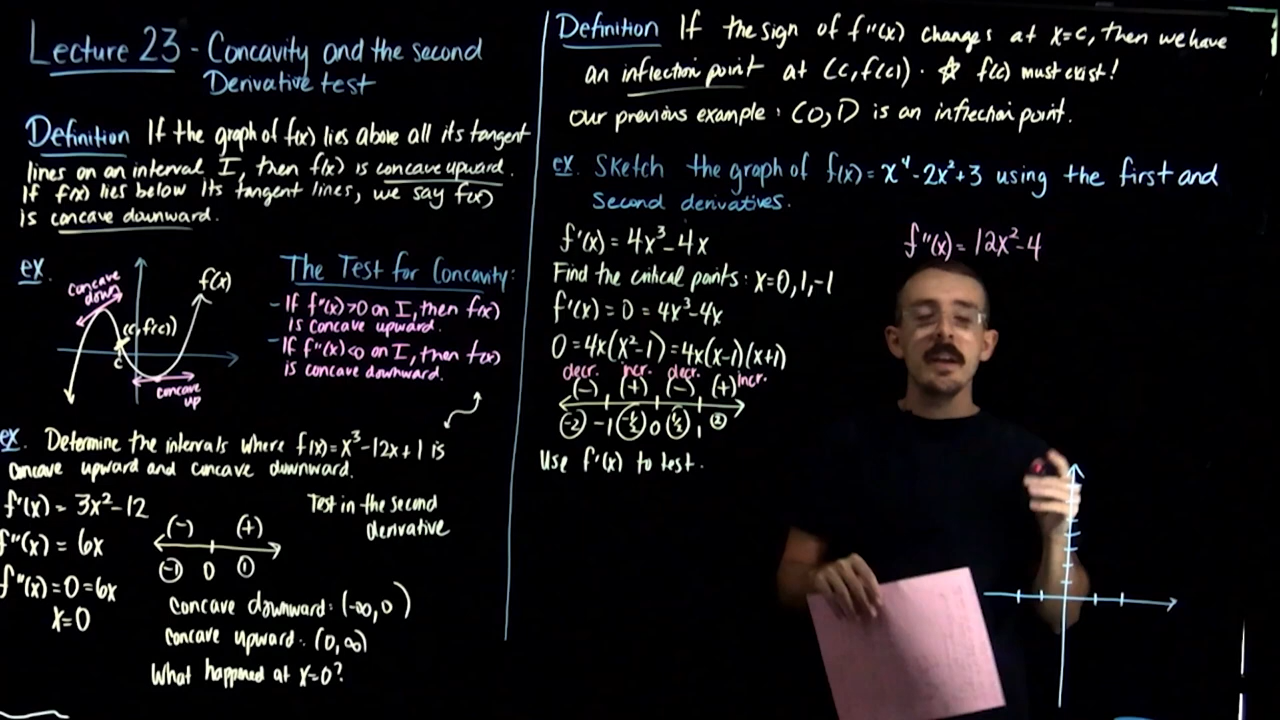 Lecture 23 - Concavity and the second
Derivative test
Definition If the graph of f(x) lies above all its tangent
lines on an interval I, then f(x) is concave upward.
If f(x) lies below its tangent lines, we say f(x)
is concave downward.
ex.
concave
down
(c, f(c))
f(x)
c
concave
up
The Test for Concavity:
- If f''(x)>0 on I, then f(x)
is concave upward.
- If f''(x)<0 on I, then f(x)
is concave downward.
ex. Determine the intervals where f(x)=x³-12x+1 is
concave upward and concave downward.
f'(x) = 3x²-12
f''(x) = 6x
f''(x)=0=6x
x=0
(-) (+)
-1 0 1
Test in the second
derivative
Concave downward: (-∞,0)
Concave upward: (0,∞)
What happened at x=0?
Definition If the sign of f''(x) changes at x=c, then we have
an inflection point at (c, f(c)). ☆ f(c) must exist!
our previous example: (0,1) is an inflection point.
ex. Sketch the graph of f(x)=x⁴-2x²+3 using the first and
second derivatives.
f'(x) = 4x³-4x
f''(x) = 12x²-4
Find the critical points: x=0,1,-1
f'(x)=0 = 4x³-4x
0=4x(x²-1)=4x(x-1)(x+1)
decr. incr. decr. incr.
(-) (+) (-) (+)
-2 -1 -1/2 0 1/2 1 2
Use f'(x) to test.